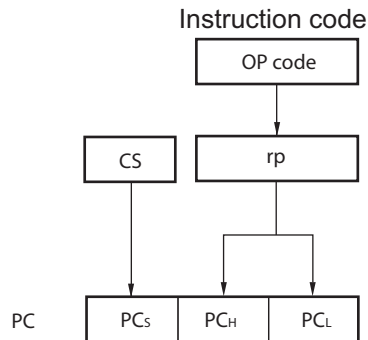 Instruction code
OP code
CS
rp
PC
PCS
PCH
PCL